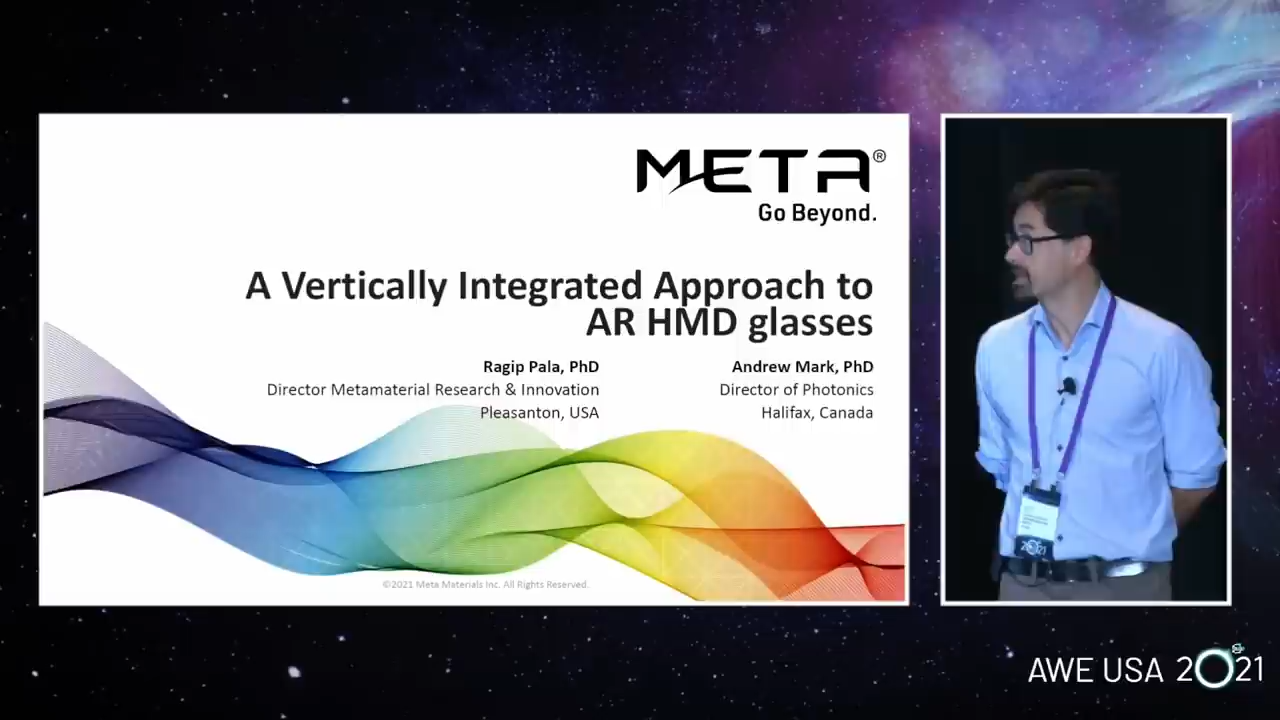 META®
Go Beyond.
A Vertically Integrated Approach to
AR HMD glasses
Ragip Pala, PhD
Director Metamaterial Research & Innovation
Pleasanton, USA
Andrew Mark, PhD
Director of Photonics
Halifax, Canada
©2021 Meta Materials Inc. All Rights Reserved.
2021
AWE USA 2021